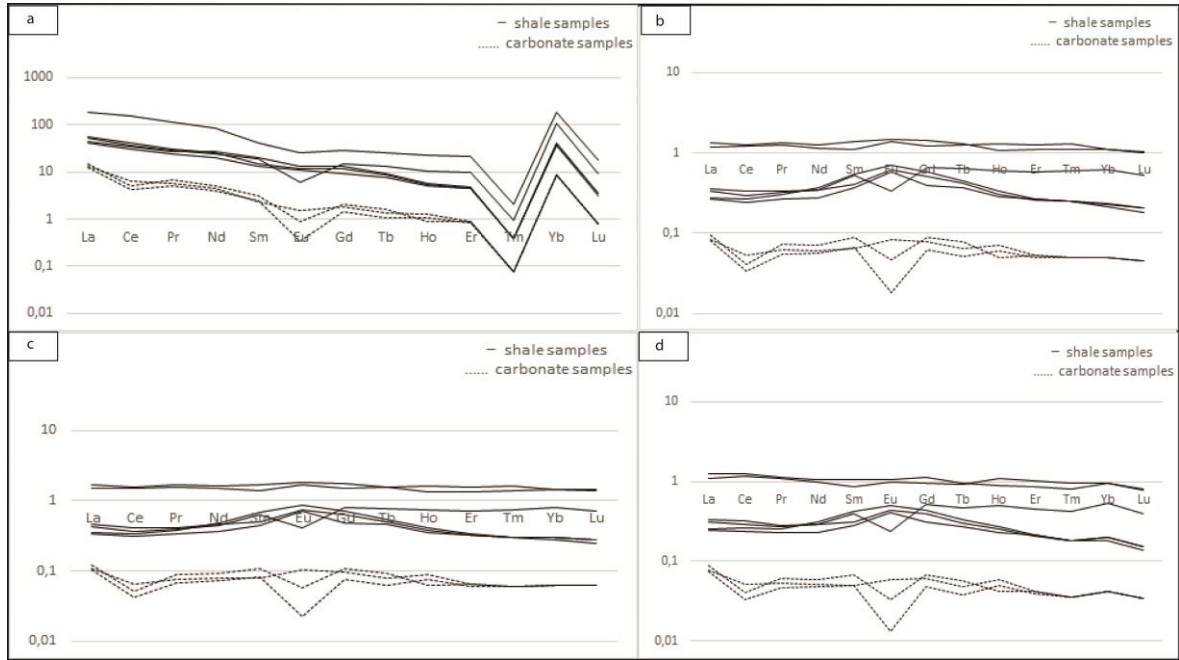 a
– shale samples
carbonate samples
1000
100
10
1
La Ce Pr Nd Sm Eu Gd Tb Ho Er Tm Yb Lu
0,1
0,01
b
– shale samples
carbonate samples
10
1
La Ce Pr Nd Sm Eu Gd Tb Ho Er Tm Yb Lu
0,1
0,01
c
– shale samples
carbonate samples
10
1
La Ce Pr Nd Sm Eu Gd Tb Ho Er Tm Yb Lu
0,1
0,01
d
– shale samples
carbonate samples
10
1
La Ce Pr Nd Sm Eu Gd Tb Ho Er Tm Yb Lu
0,1
0,01